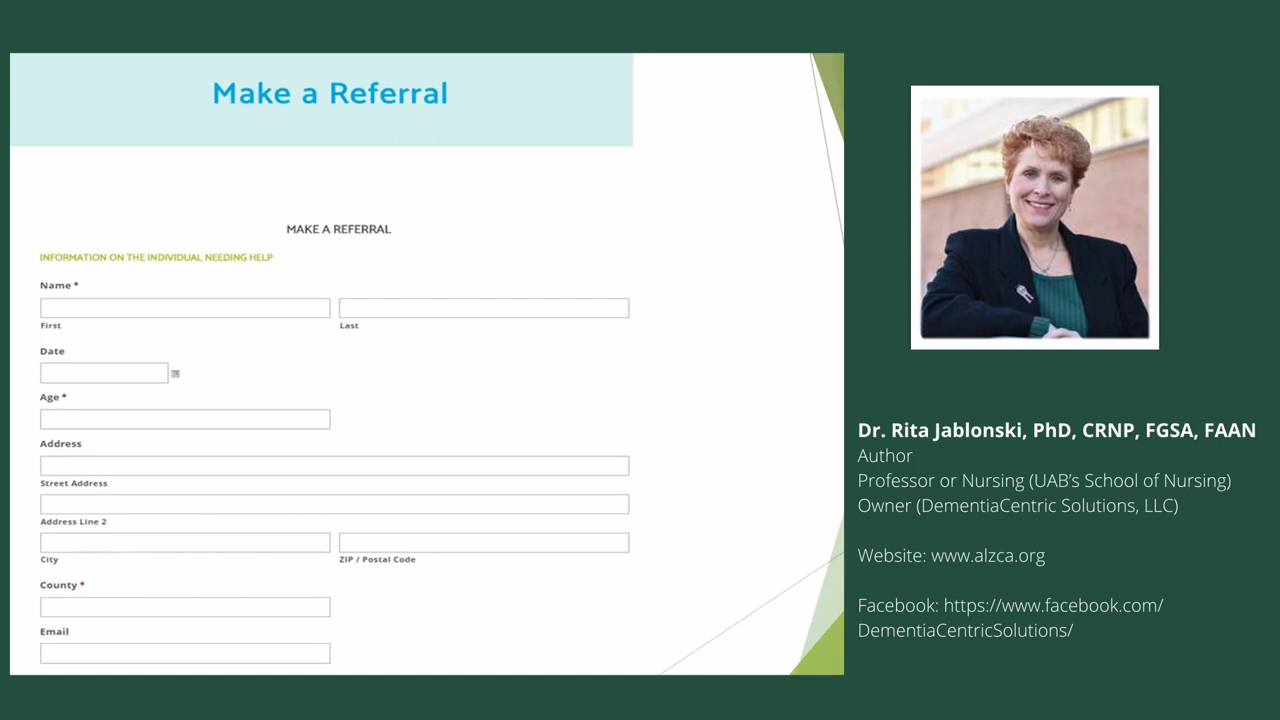 Make a Referral
MAKE A REFERRAL
INFORMATION ON THE INDIVIDUAL NEEDING HELP
Name *
First Last
Date
Age *
Address
Street Address
Address Line 2
City ZIP / Postal Code
County *
Email
Dr. Rita Jablonski, PhD, CRNP, FGSA, FAAN
Author
Professor or Nursing (UAB’s School of Nursing)
Owner (DementiaCentric Solutions, LLC)
Website: www.alzca.org
Facebook: https://www.facebook.com/
DementiaCentricSolutions/